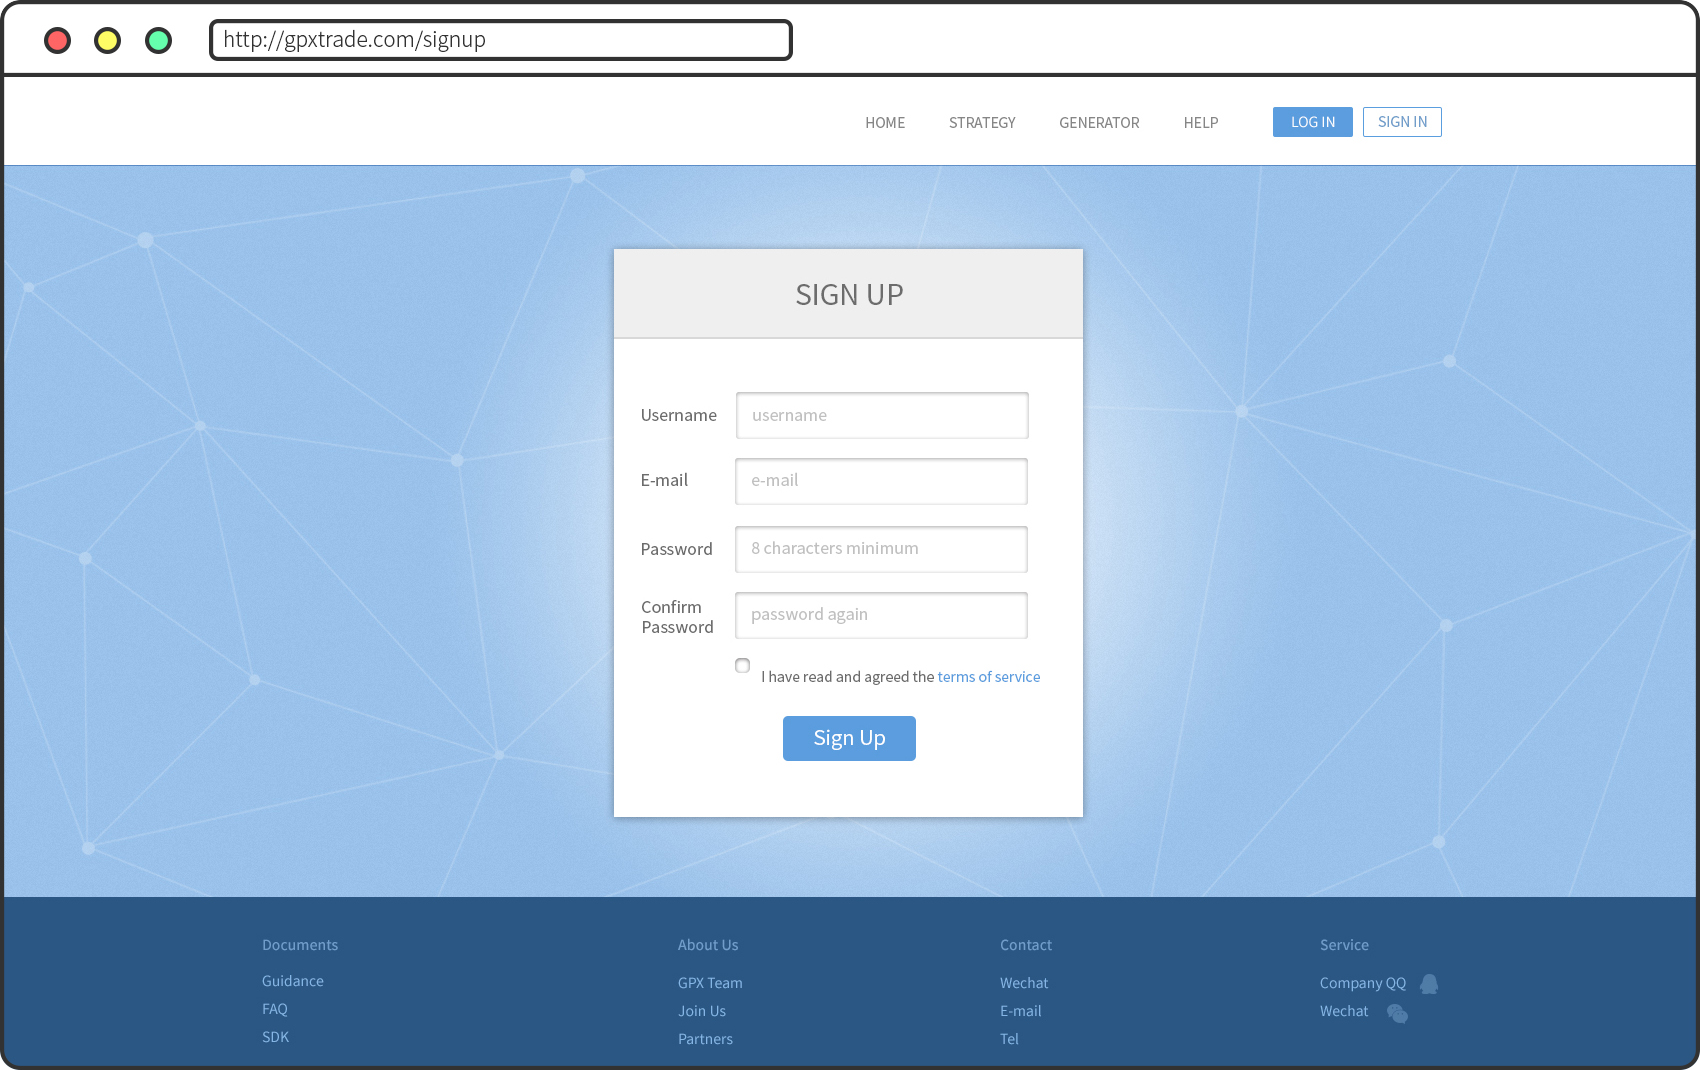 http://gpxtrade.com/signup
HOME STRATEGY GENERATOR HELP LOG IN SIGN IN
SIGN UP
Username username
E-mail e-mail
Password 8 characters minimum
Confirm
Password
password again
I have read and agreed the terms of service
Sign Up
Documents
Guidance
FAQ
SDK
About Us
GPX Team
Join Us
Partners
Contact
Wechat
E-mail
Tel
Service
Company QQ
Wechat